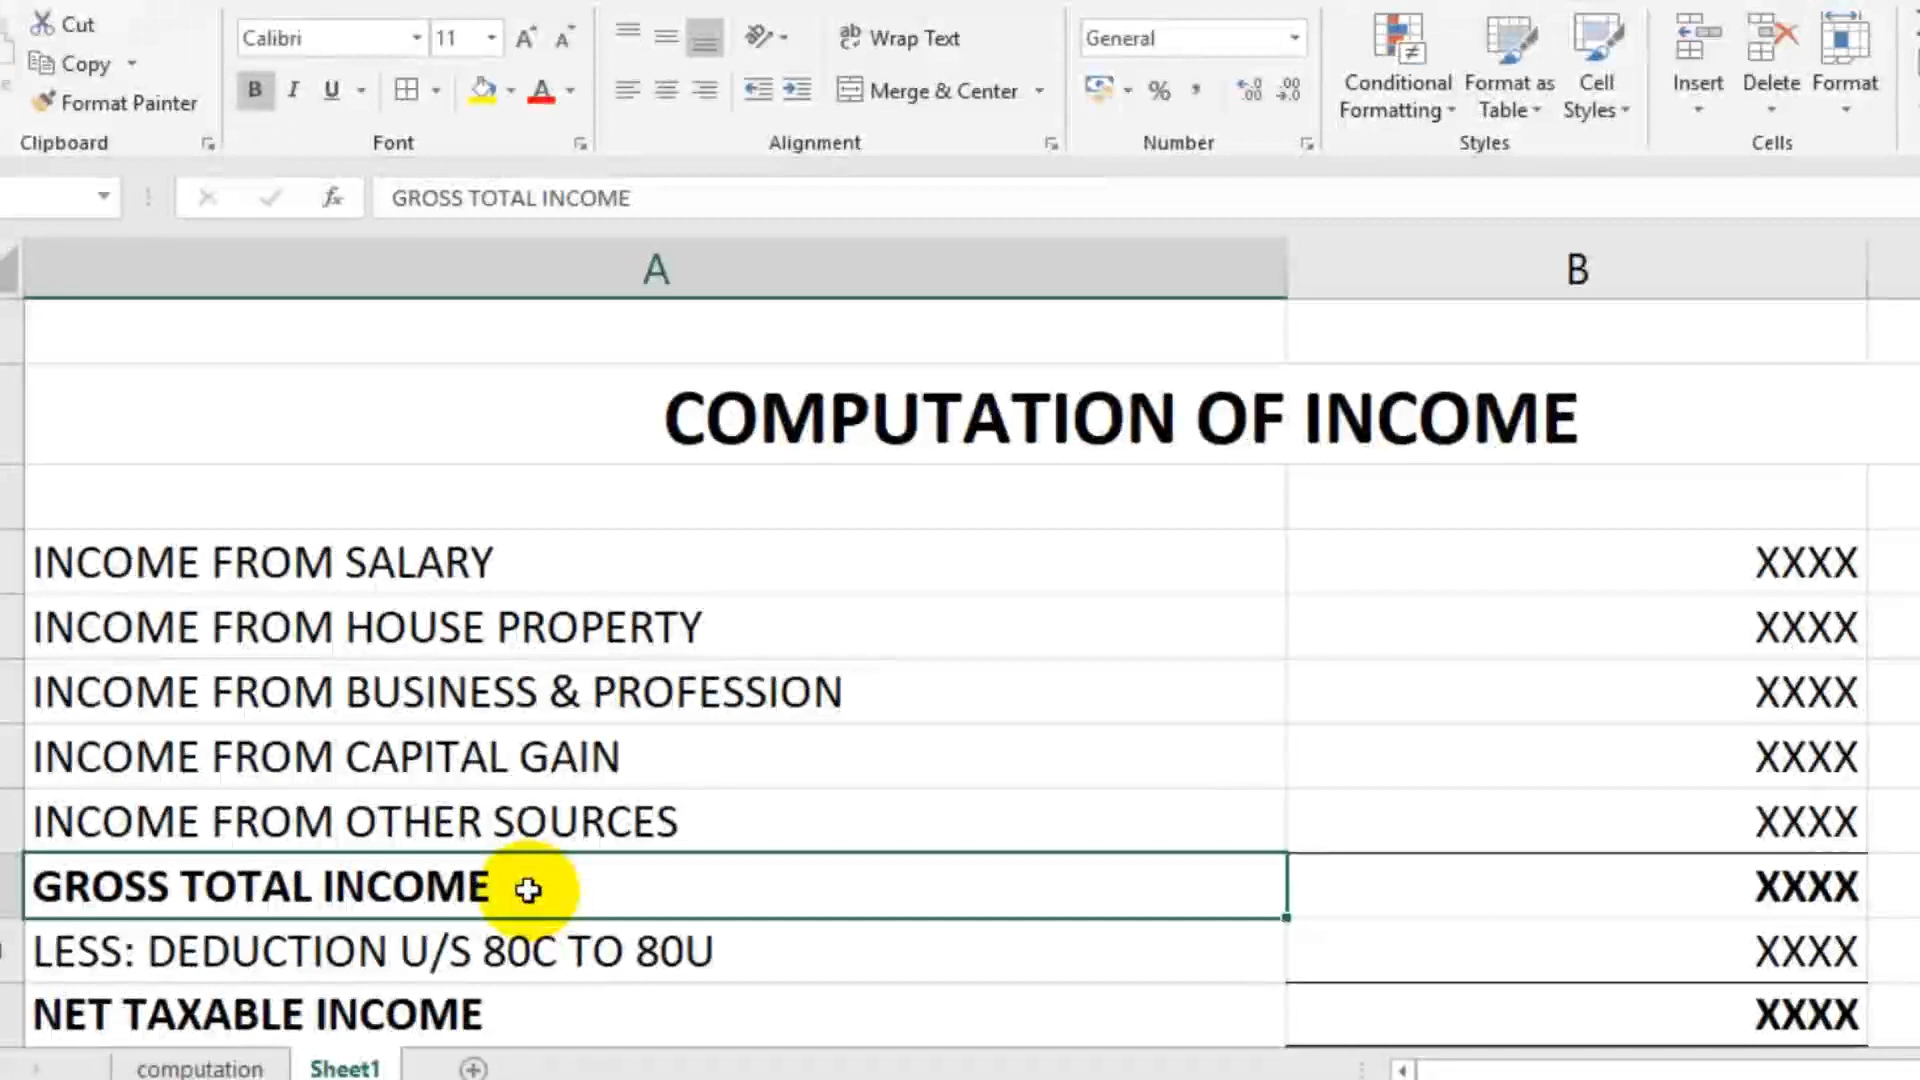 Cut
Copy
Format Painter
Clipboard
Calibri 11
B I U
Font
Wrap Text
Merge & Center
Alignment
General
%
Number
Conditional Formatting
Format as Table
Cell Styles
Styles
Insert Delete Format
Cells
fx GROSS TOTAL INCOME
A B
COMPUTATION OF INCOME
INCOME FROM SALARY XXXX
INCOME FROM HOUSE PROPERTY XXXX
INCOME FROM BUSINESS & PROFESSION XXXX
INCOME FROM CAPITAL GAIN XXXX
INCOME FROM OTHER SOURCES XXXX
GROSS TOTAL INCOME XXXX
LESS: DEDUCTION U/S 80C TO 80U XXXX
NET TAXABLE INCOME XXXX
computation Sheet1